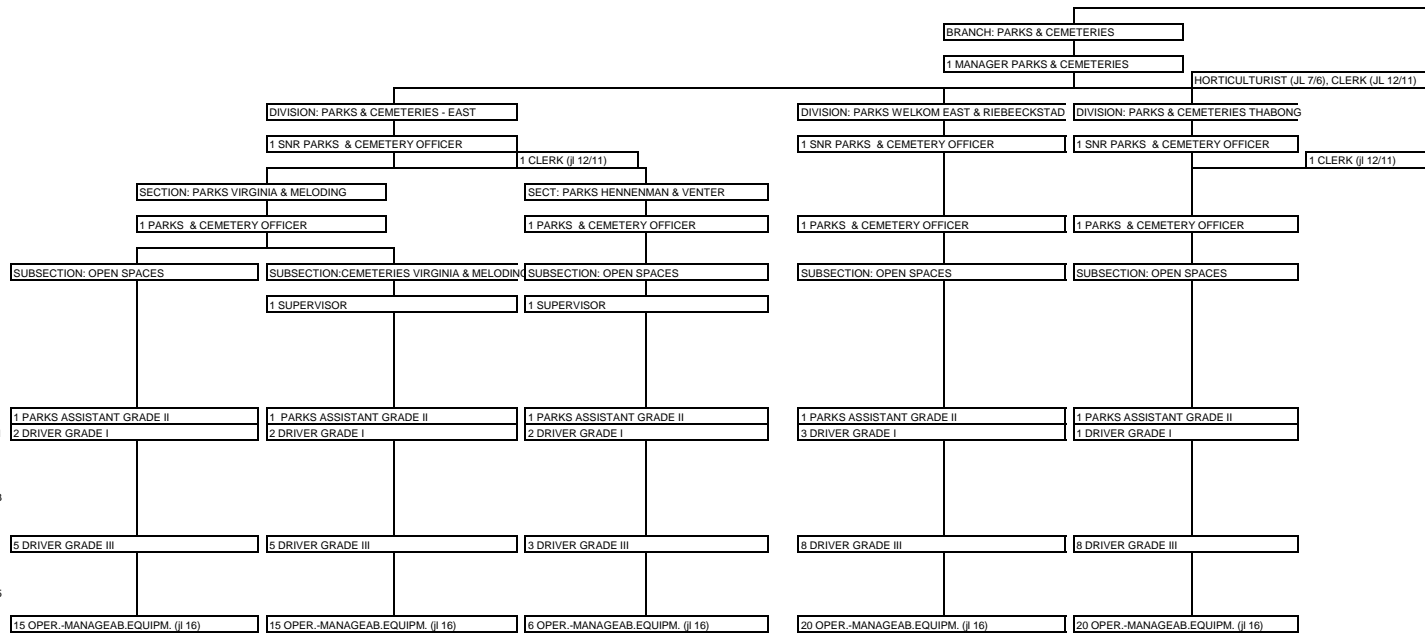 BRANCH: PARKS & CEMETERIES
1 MANAGER PARKS & CEMETERIES
HORTICULTURIST (JL 7/6), CLERK (JL 12/11)
DIVISION: PARKS & CEMETERIES - EAST
DIVISION: PARKS WELKOM EAST & RIEBEECKSTAD
DIVISION: PARKS & CEMETERIES THABONG
1 SNR PARKS & CEMETERY OFFICER
1 SNR PARKS & CEMETERY OFFICER
1 SNR PARKS & CEMETERY OFFICER
1 CLERK (jl 12/11)
1 CLERK (jl 12/11)
SECTION: PARKS VIRGINIA & MELODING
SECT: PARKS HENNENMAN & VENTER
1 PARKS & CEMETERY OFFICER
1 PARKS & CEMETERY OFFICER
1 PARKS & CEMETERY OFFICER
1 PARKS & CEMETERY OFFICER
SUBSECTION: OPEN SPACES
SUBSECTION:CEMETERIES VIRGINIA & MELODING
SUBSECTION: OPEN SPACES
SUBSECTION: OPEN SPACES
SUBSECTION: OPEN SPACES
1 SUPERVISOR
1 SUPERVISOR
1 PARKS ASSISTANT GRADE II
1 PARKS ASSISTANT GRADE II
1 PARKS ASSISTANT GRADE II
1 PARKS ASSISTANT GRADE II
1 PARKS ASSISTANT GRADE II
2 DRIVER GRADE I
2 DRIVER GRADE I
2 DRIVER GRADE I
3 DRIVER GRADE I
1 DRIVER GRADE I
5 DRIVER GRADE III
5 DRIVER GRADE III
3 DRIVER GRADE III
8 DRIVER GRADE III
8 DRIVER GRADE III
15 OPER.-MANAGEAB.EQUIPM. (jl 16)
15 OPER.-MANAGEAB.EQUIPM. (jl 16)
6 OPER.-MANAGEAB.EQUIPM. (jl 16)
20 OPER.-MANAGEAB.EQUIPM. (jl 16)
20 OPER.-MANAGEAB.EQUIPM. (jl 16)